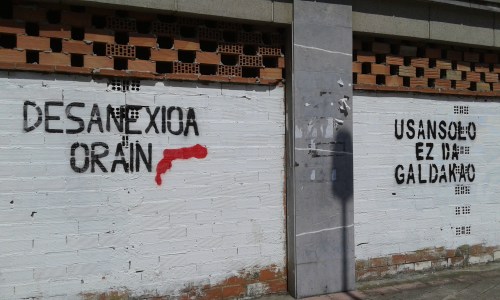 DESANEXIOA
ORAIN
USANSOLO
EZ DA
GALDAKAO